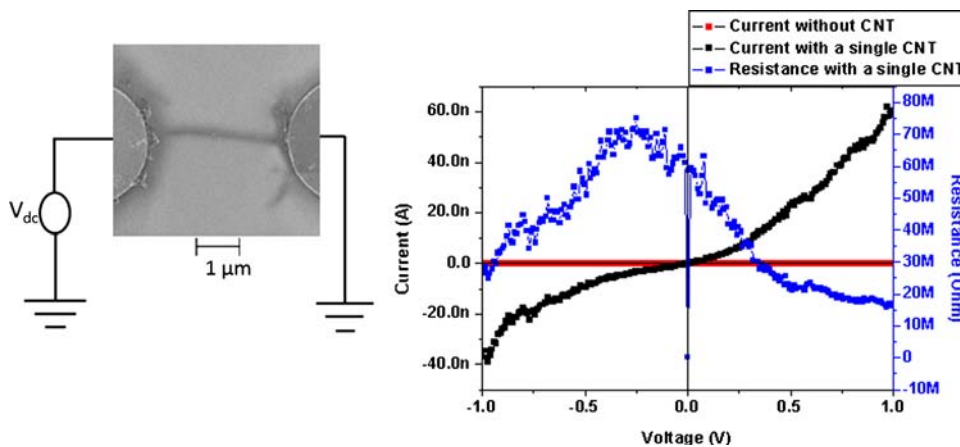 V
dc
1 µm
Current without CNT
Current with a single CNT
Resistance with a single CNT
Current (A)
60.0n
40.0n
20.0n
0.0
-20.0n
-40.0n
80M
70M
60M
50M
40M
30M
20M
10M
0
-10M
Resistance (Ohm)
-1.0
-0.5
0.0
0.5
1.0
Voltage (V)